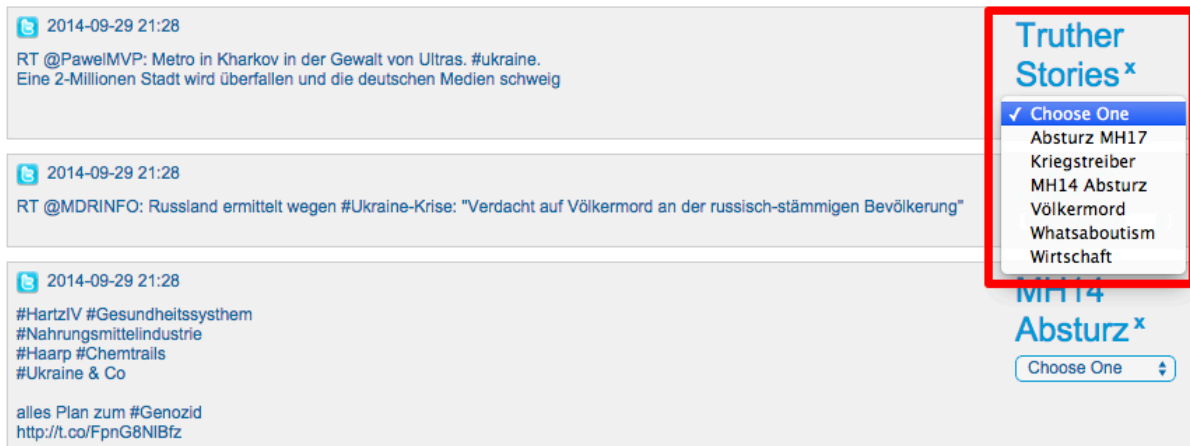 2014-09-29 21:28
RT @PawelMVP: Metro in Kharkov in der Gewalt von Ultras. #ukraine.
Eine 2-Millionen Stadt wird überfallen und die deutschen Medien schweig
Truther
Stories x
✓ Choose One
Absturz MH17
Kriegstreiber
MH14 Absturz
Völkermord
Whatsaboutism
Wirtschaft
2014-09-29 21:28
RT @MDRINFO: Russland ermittelt wegen #Ukraine-Krise: "Verdacht auf Völkermord an der russisch-stämmigen Bevölkerung"
2014-09-29 21:28
#HartzIV #Gesundheitssysthem
#Nahrungsmittelindustrie
#Haarp #Chemtrails
#Ukraine & Co
alles Plan zum #Genozid
http://t.co/FpnG8NlBfz
MH14
Absturz x
Choose One